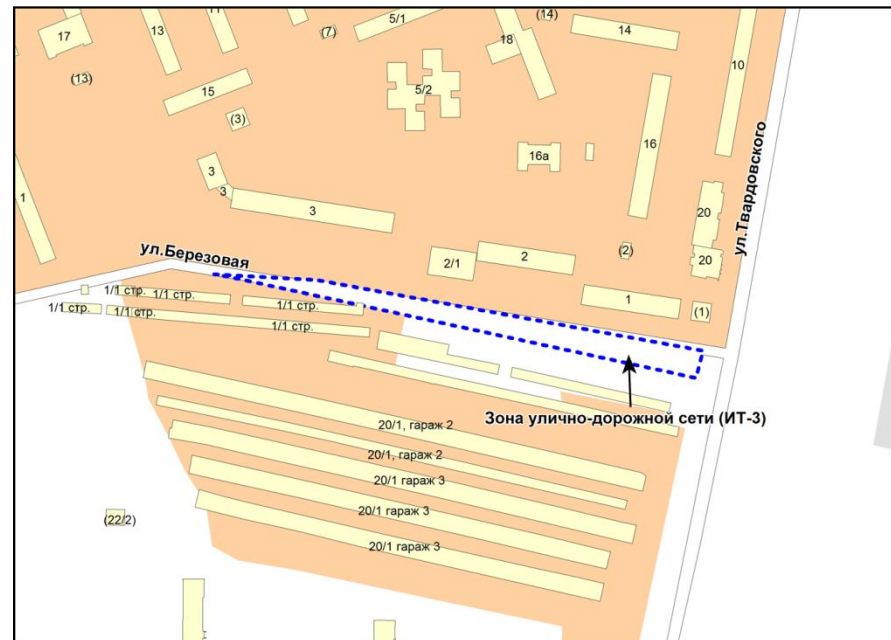 17
13
11
(7)
5/1
18
(14)
14
10
(13)
15
(3)
5/2
16а
16
3
3
3
1
ул.Твардовского
20
20
ул.Березовая
2/1
2
(2)
1
(1)
1/1 стр.
1/1 стр.
1/1 стр.
1/1 стр.
1/1 стр.
1/1 стр.
Зона улично-дорожной сети (ИТ-3)
20/1, гараж 2
20/1, гараж 2
20/1 гараж 3
20/1 гараж 3
20/1 гараж 3
(22/2)